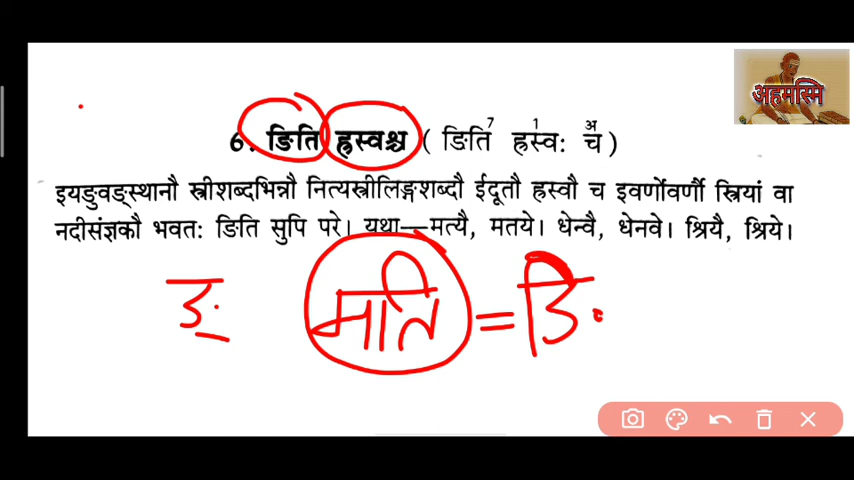 अहमस्मि
6. ङिति ह्रस्वश्च ( ङिति 7 ह्रस्व: 1 च अ )
इयङुवङ्स्थानौ स्त्रीशब्दभिन्नौ नित्यस्त्रीलिङ्गशब्दौ ईदूतौ ह्रस्वौ च इवर्णोवर्णौ स्त्रियां वा
नदीसंज्ञकौ भवत: ङिति सुपि परे। यथा—मत्यै, मतये। धेन्वै, धेनवे। श्रियै, श्रिये।
ङ् मति = ङि